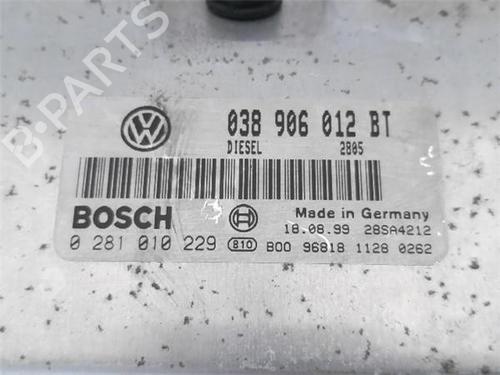 038 906 012 BT
DIESEL 2805
BOSCH
Made in Germany
18.08.99 28SA4212
0 281 010 229 810 B00 96818 1128 0262